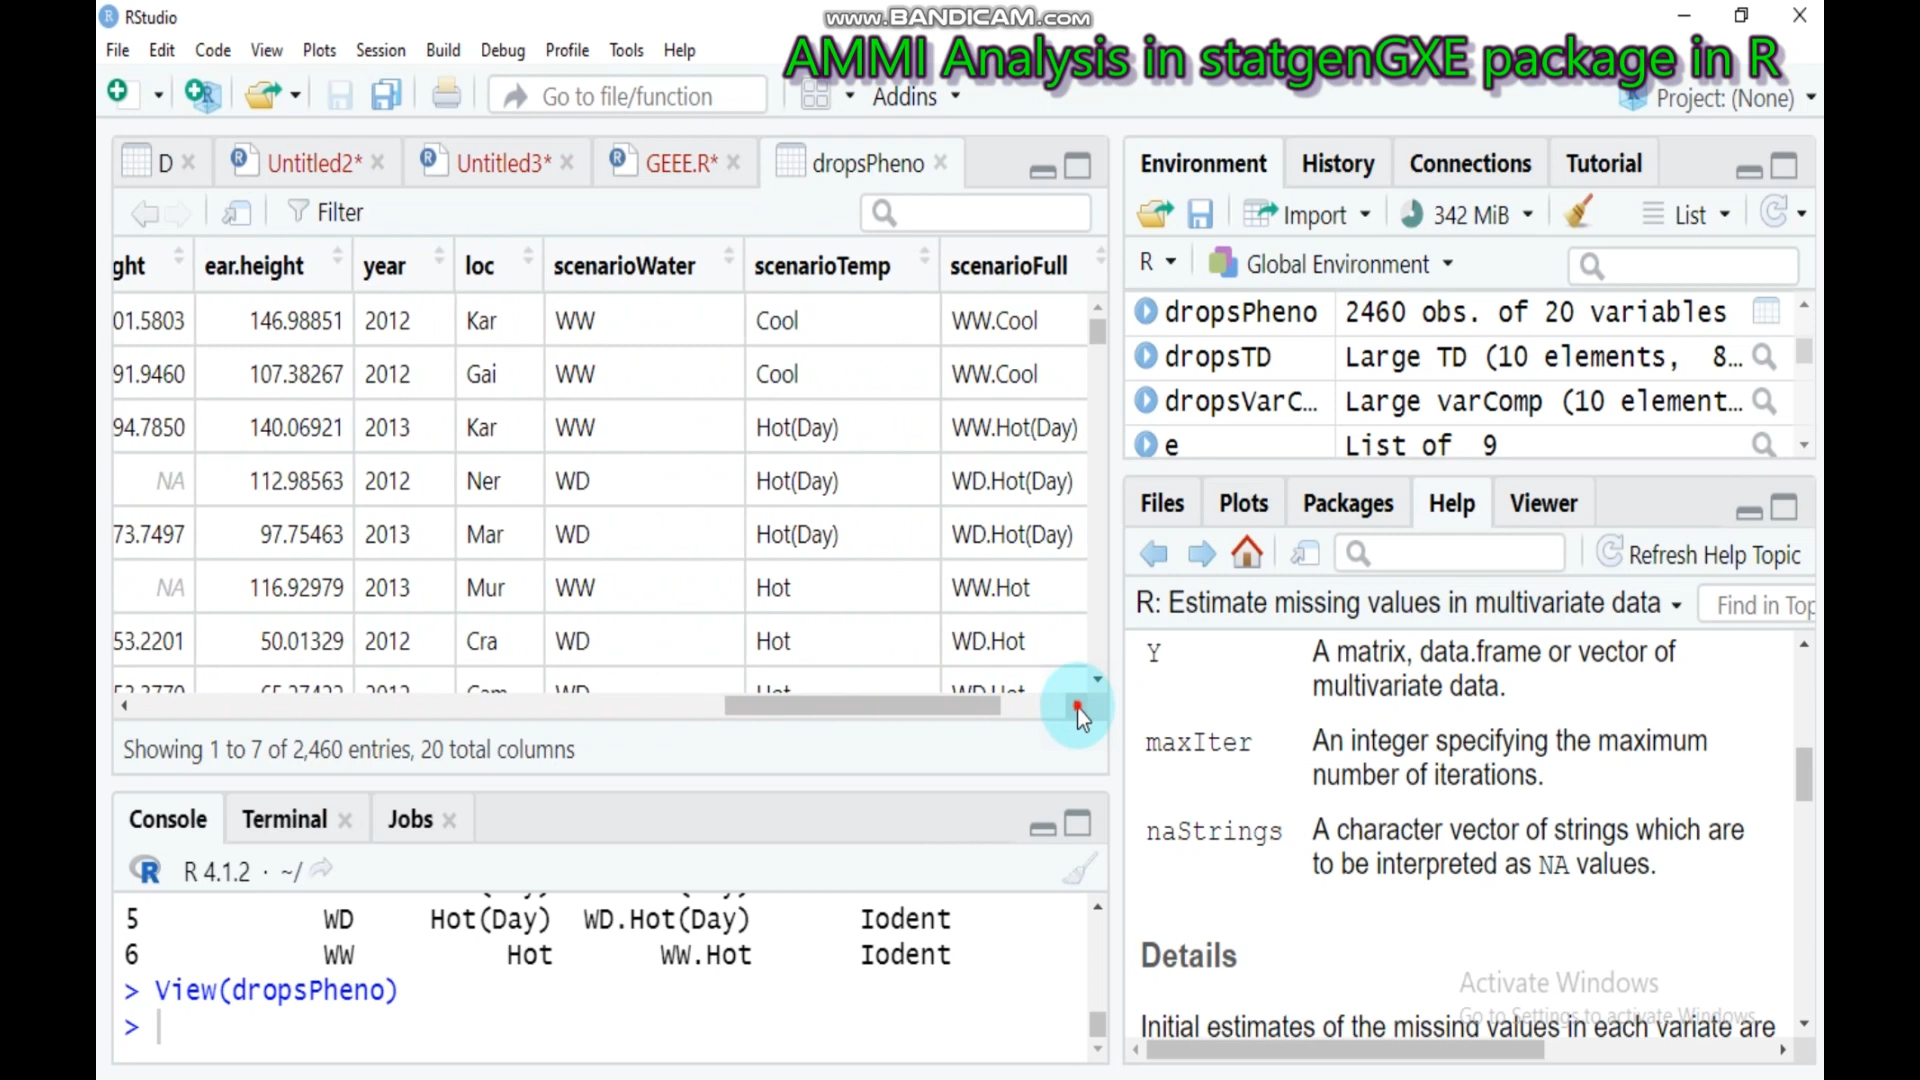 RStudio
www.BANDICAM.com
File Edit Code View Plots Session Build Debug Profile Tools Help
AMMI Analysis in statgenGXE package in R
Go to file/function
Addins
Project: (None)
D
Untitled2*
Untitled3*
GEEE.R*
dropsPheno
Filter
ght ear.height year loc scenarioWater scenarioTemp scenarioFull
01.5803 146.98851 2012 Kar WW Cool WW.Cool
91.9460 107.38267 2012 Gai WW Cool WW.Cool
94.7850 140.06921 2013 Kar WW Hot(Day) WW.Hot(Day)
NA 112.98563 2012 Ner WD Hot(Day) WD.Hot(Day)
73.7497 97.75463 2013 Mar WD Hot(Day) WD.Hot(Day)
NA 116.92979 2013 Mur WW Hot WW.Hot
53.2201 50.01329 2012 Cra WD Hot WD.Hot
Showing 1 to 7 of 2,460 entries, 20 total columns
Console Terminal Jobs
R 4.1.2 · ~/
5 WD Hot(Day) WD.Hot(Day) Iodent
6 WW Hot WW.Hot Iodent
> View(dropsPheno)
>
Environment History Connections Tutorial
Import
342 MiB
List
R
Global Environment
dropsPheno 2460 obs. of 20 variables
dropsTD Large TD (10 elements, 8…
dropsVarC… Large varComp (10 element…
e List of 9
Files Plots Packages Help Viewer
Refresh Help Topic
R: Estimate missing values in multivariate data
Find in Top
Y A matrix, data.frame or vector of
multivariate data.
maxIter An integer specifying the maximum
number of iterations.
naStrings A character vector of strings which are
to be interpreted as NA values.
Details
Activate Windows
Go to Settings to activate Windows.
Initial estimates of the missing values in each variate are